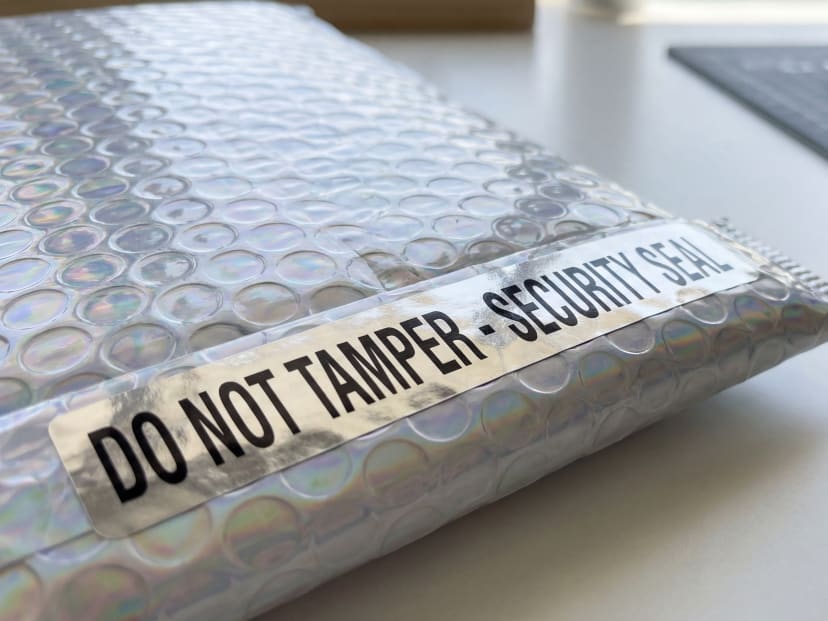 DO NOT TAMPER - SECURITY SEAL